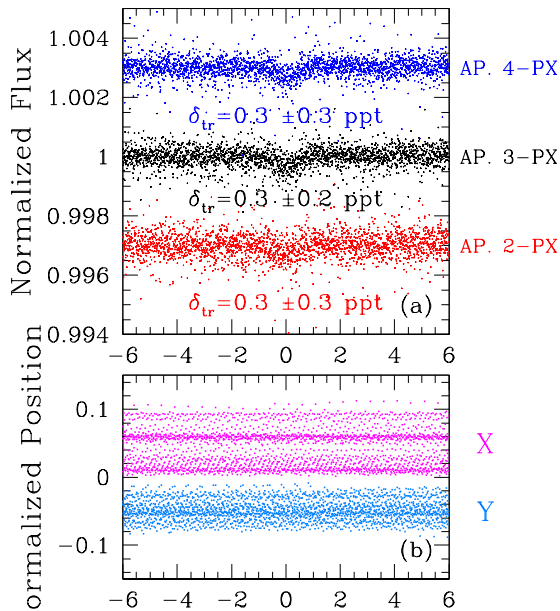 Normalized Flux
1.004
1.002
1
0.998
0.996
0.994
AP. 4-PX
δtr=0.3 ±0.3 ppt
AP. 3-PX
δtr=0.3 ±0.2 ppt
AP. 2-PX
δtr=0.3 ±0.3 ppt
(a)
−6 −4 −2 0 2 4 6
ormalized Position
0.1
0
−0.1
X
Y
(b)
−6 −4 −2 0 2 4 6